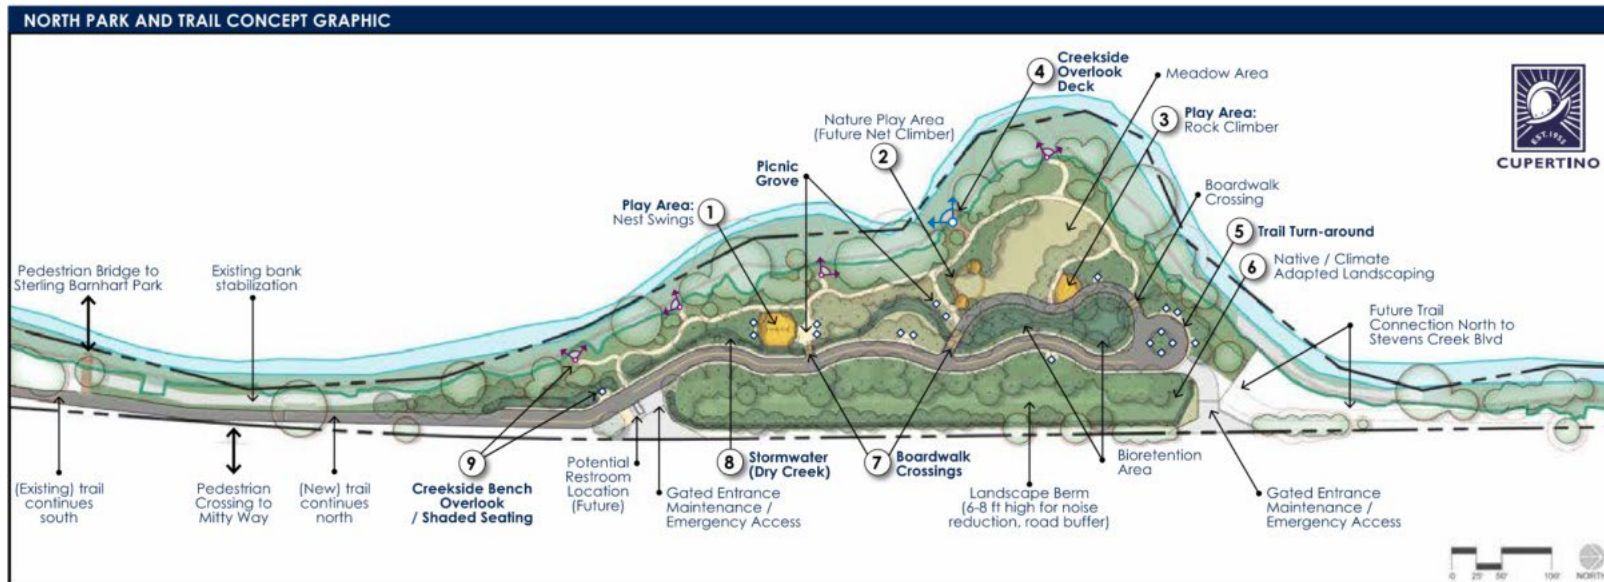 NORTH PARK AND TRAIL CONCEPT GRAPHIC
4
Creekside
Overlook
Deck
Meadow Area
Nature Play Area
(Future Net Climber)
2
3
Play Area:
Rock Climber
EST. 1955
CUPERTINO
Picnic
Grove
Play Area:
Nest Swings
1
Boardwalk
Crossing
5
Trail Turn-around
6
Native / Climate
Adapted Landscaping
Pedestrian Bridge to
Sterling Barnhart Park
Existing bank
stabilization
Future Trail
Connection North to
Stevens Creek Blvd
(Existing) trail
continues
south
Pedestrian
Crossing to
Mitty Way
(New) trail
continues
north
9
Creekside Bench
Overlook
/ Shaded Seating
Potential
Restroom
Location
(Future)
Gated Entrance
Maintenance /
Emergency Access
8
Stormwater
(Dry Creek)
7
Boardwalk
Crossings
Landscape Berm
(6-8 ft high for noise
reduction, road buffer)
Bioretention
Area
Gated Entrance
Maintenance /
Emergency Access
0 25' 50' 100'
NORTH